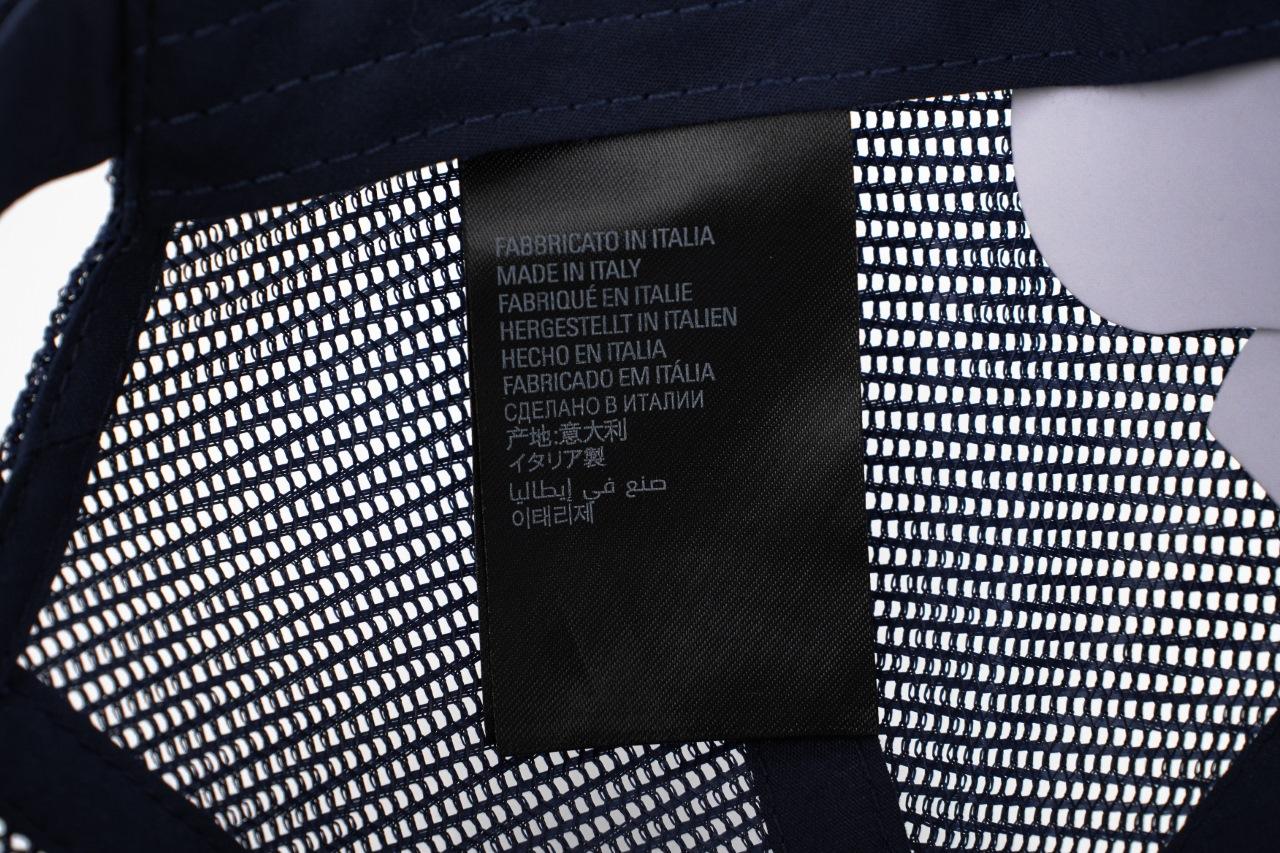 FABBRICATO IN ITALIA
MADE IN ITALY
FABRIQUÉ EN ITALIE
HERGESTELLT IN ITALIEN
HECHO EN ITALIA
FABRICADO EM ITÁLIA
СДЕЛАНО В ИТАЛИИ
产地:意大利
イタリア製
صنع في إيطاليا
이태리제